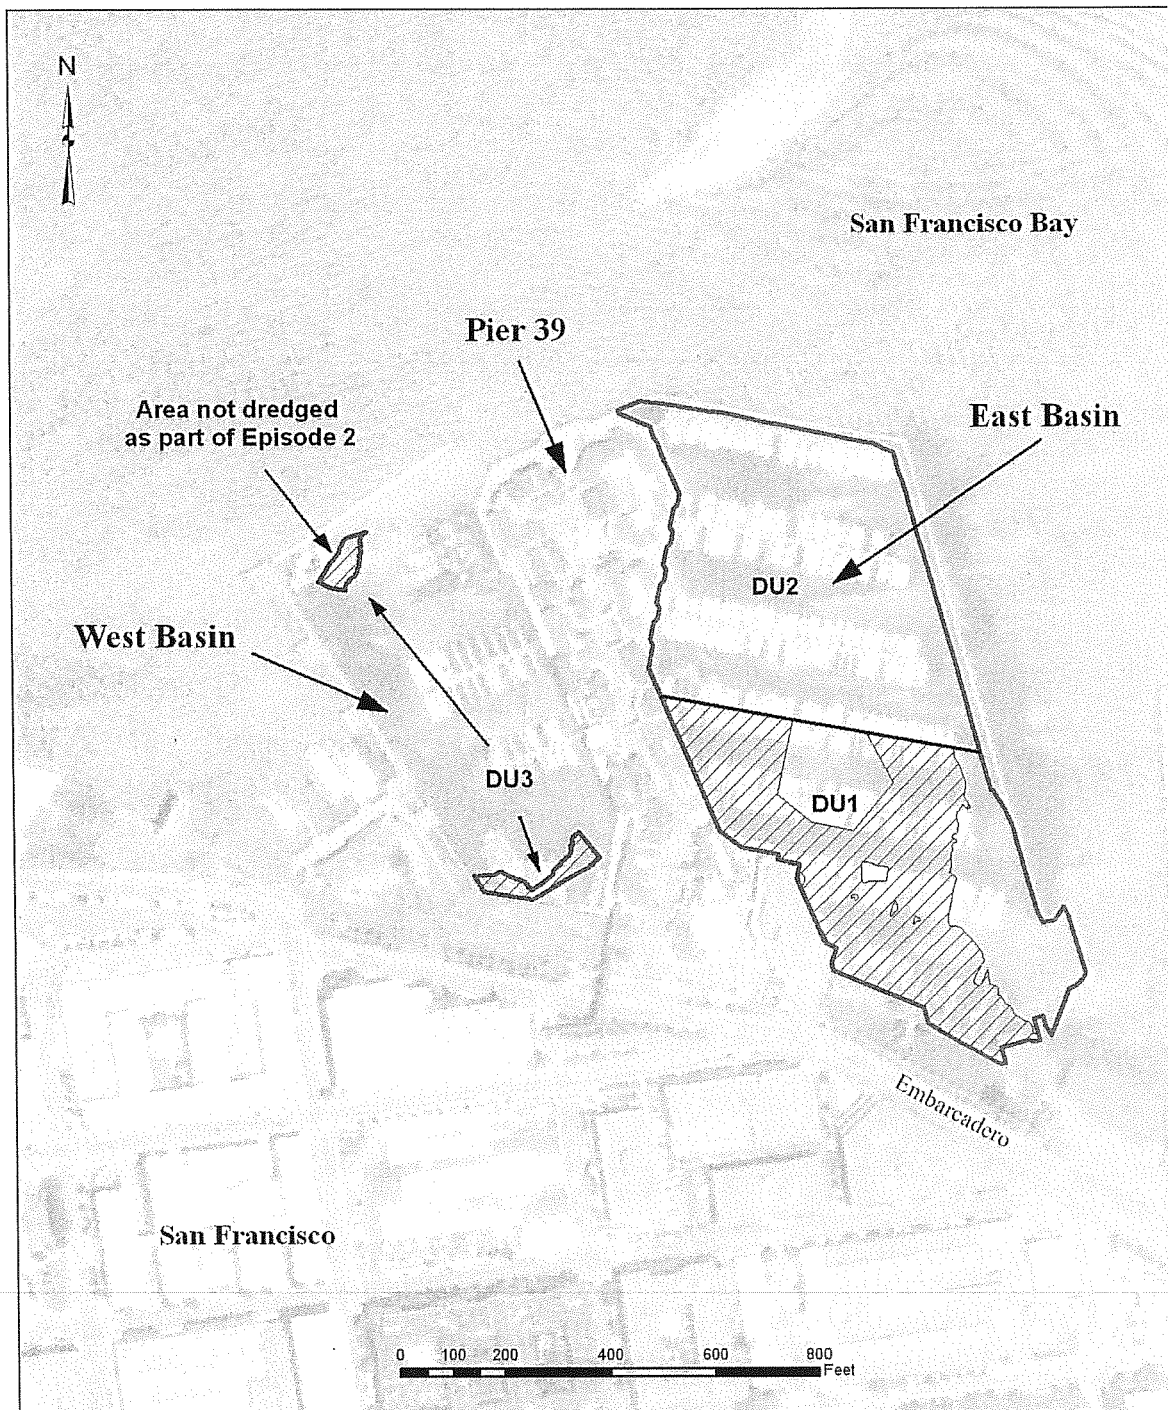 N
San Francisco Bay
Pier 39
Area not dredged
as part of Episode 2
East Basin
DU2
West Basin
DU3
DU1
Embarcadero
San Francisco
0 100 200 400 600 800
Feet